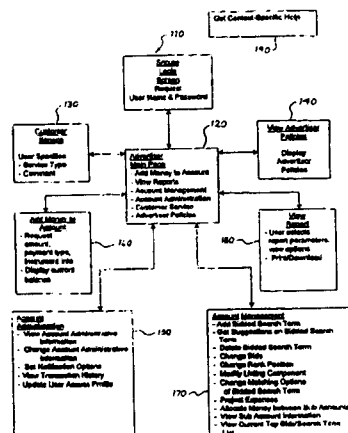 Get Context-Specific Help
190
110
Secure
Login
Screen
Request
User Name & Password
130
Customer
Service
User Specifies
- Service Type
- Comment
120
Advertiser
Main Page
- Add Money to Account
- View Reports
- Account Management
- Account Administration
- Customer Service
- Advertiser Policies
140
View Advertiser
Policies
Display
Advertiser
Policies
Add Money to
Account
- Request
amount,
payment type,
instrument info
- Display current
balance
160
View
Report
- User selects
report parameters,
view options
- Print/Download
180
Account
Administration
- View Account Administrative
Information
- Change Account Administrative
Information
- Set Notification Options
- View Transaction History
- Update User Access Profile
150
Account Management
- Add Bidded Search Term
- Get Suggestions on Bidded Search
Term
- Delete Bidded Search Term
- Change Bids
- Change Rank Position
- Modify Listing Component
- Change Matching Options
of Bidded Search Term
- Project Expenses
- Allocate Money between Sub Accounts
- View Sub Account Information
- View Current Top Bids/Search Term
List
170